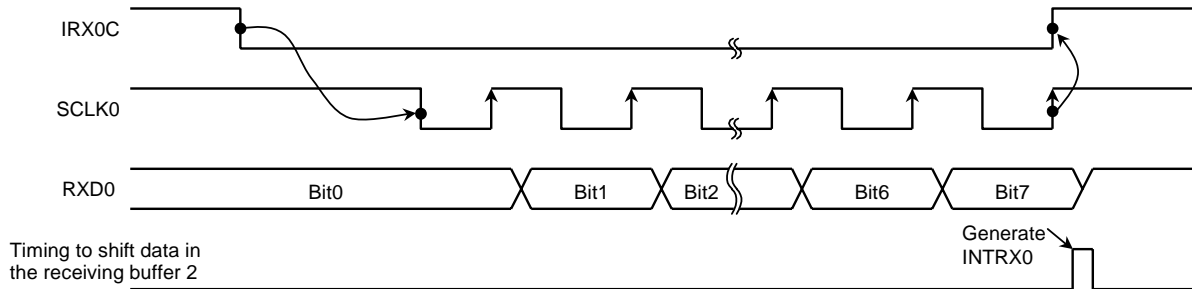 IRX0C
SCLK0
RXD0
Bit0
Bit1
Bit2
Bit6
Bit7
Timing to shift data in
the receiving buffer 2
Generate
INTRX0